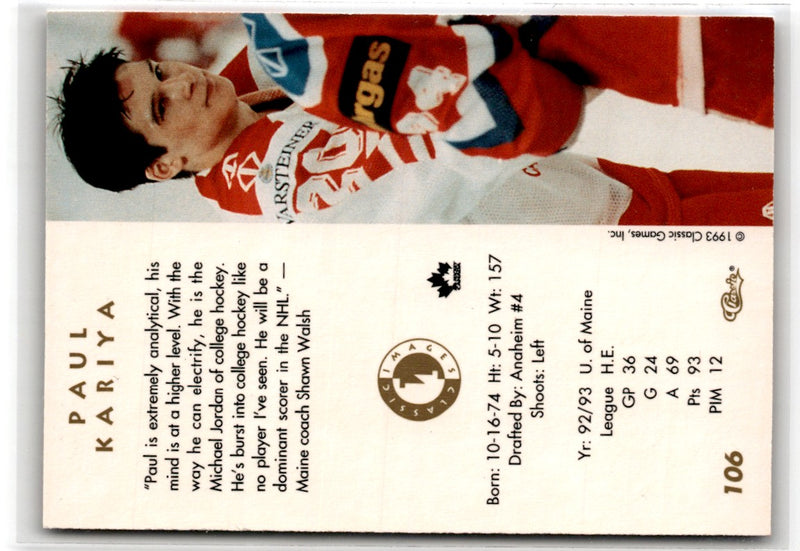 rgas
VARSTEINER
© 1993 Classic Games, Inc.
PAUL
KARIYA
"Paul is extremely analytical, his
mind is at a higher level. With the
way he can electrify, he is the
Michael Jordan of college hockey.
He's burst into college hockey like
no player I've seen. He will be a
dominant scorer in the NHL." —
Maine coach Shawn Walsh
IMAGES
CLASSIC
Born: 10-16-74 Ht: 5-10 Wt: 157
Drafted By: Anaheim #4
Shoots: Left
Yr: 92/93 U. of Maine
League H.E.
GP 36
G 24
A 69
Pts 93
PIM 12
Classic®
106